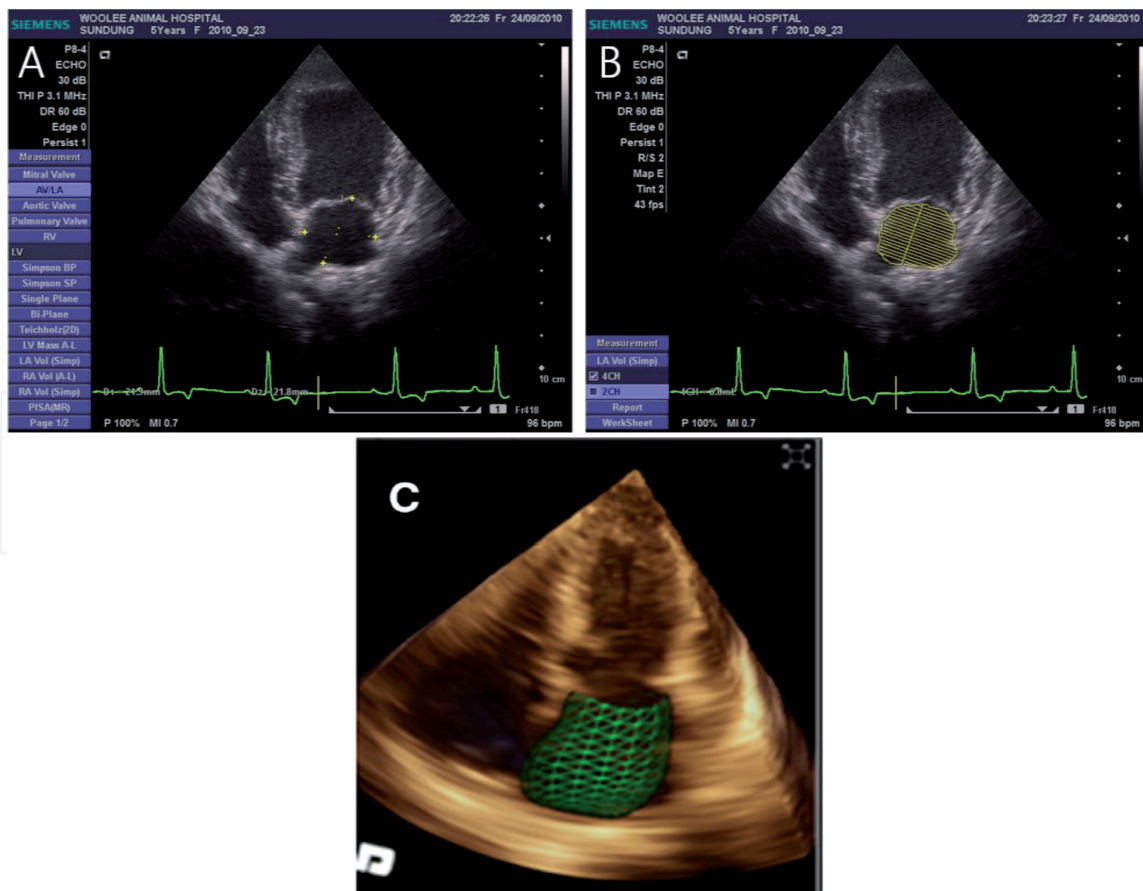 SIEMENS WOOLEE ANIMAL HOSPITAL 20:22:26 Fr 24/09/2010
SUNDUNG 5Years F 2010_09_23
A
P8-4
ECHO
30 dB
THI P 3.1 MHz
DR 60 dB
Edge 0
Persist 1
Measurement
Mitral Valve
AV/LA
Aortic Valve
Pulmonary Valve
RV
LV
Simpson BP
Simpson SP
Single Plane
Bi-Plane
Teichholz(2D)
LV Mass A-L
LA Vol (Simp)
RA Vol (A-L)
RA Vol (Simp)
PISA(MR)
Page 1/2
10 cm
D2 21.8mm
1 Fr418
P 100% MI 0.7 96 bpm
SIEMENS WOOLEE ANIMAL HOSPITAL 20:23:27 Fr 24/09/2010
SUNDUNG 5Years F 2010_09_23
B
P8-4
ECHO
30 dB
THI P 3.1 MHz
DR 60 dB
Edge 0
Persist 1
R/S 2
Map E
Tint 2
43 fps
Measurement
LA Vol (Simp)
4CH
2CH
Report
WorkSheet
10 cm
4CH
1 Fr418
P 100% MI 0.7 96 bpm
C